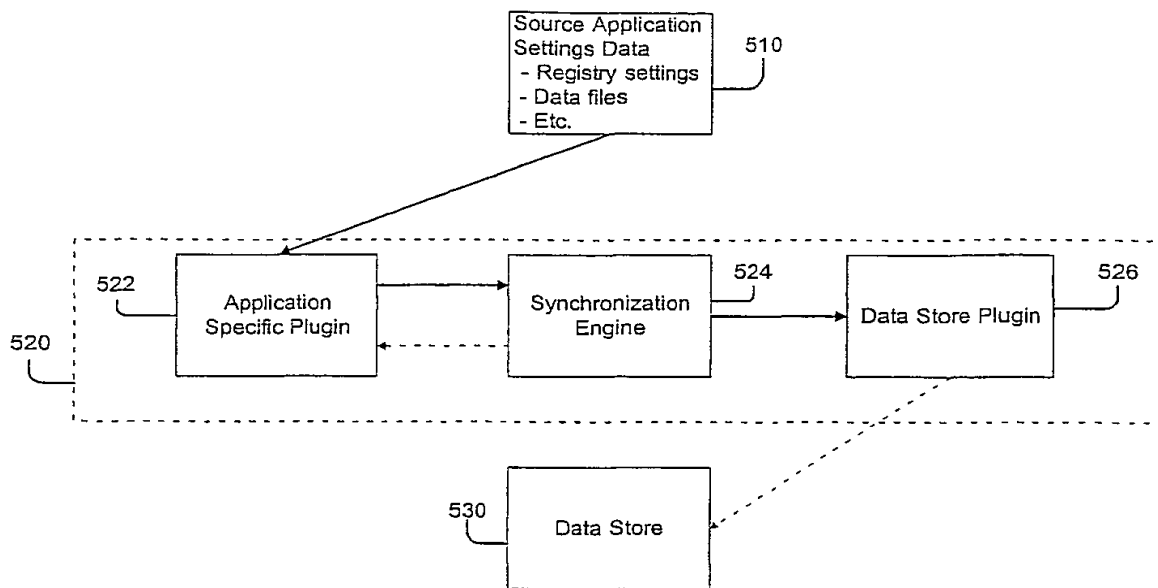 Source Application
Settings Data
- Registry settings
- Data files
- Etc.
510
522
Application
Specific Plugin
Synchronization
Engine
524
Data Store Plugin
526
520
530
Data Store